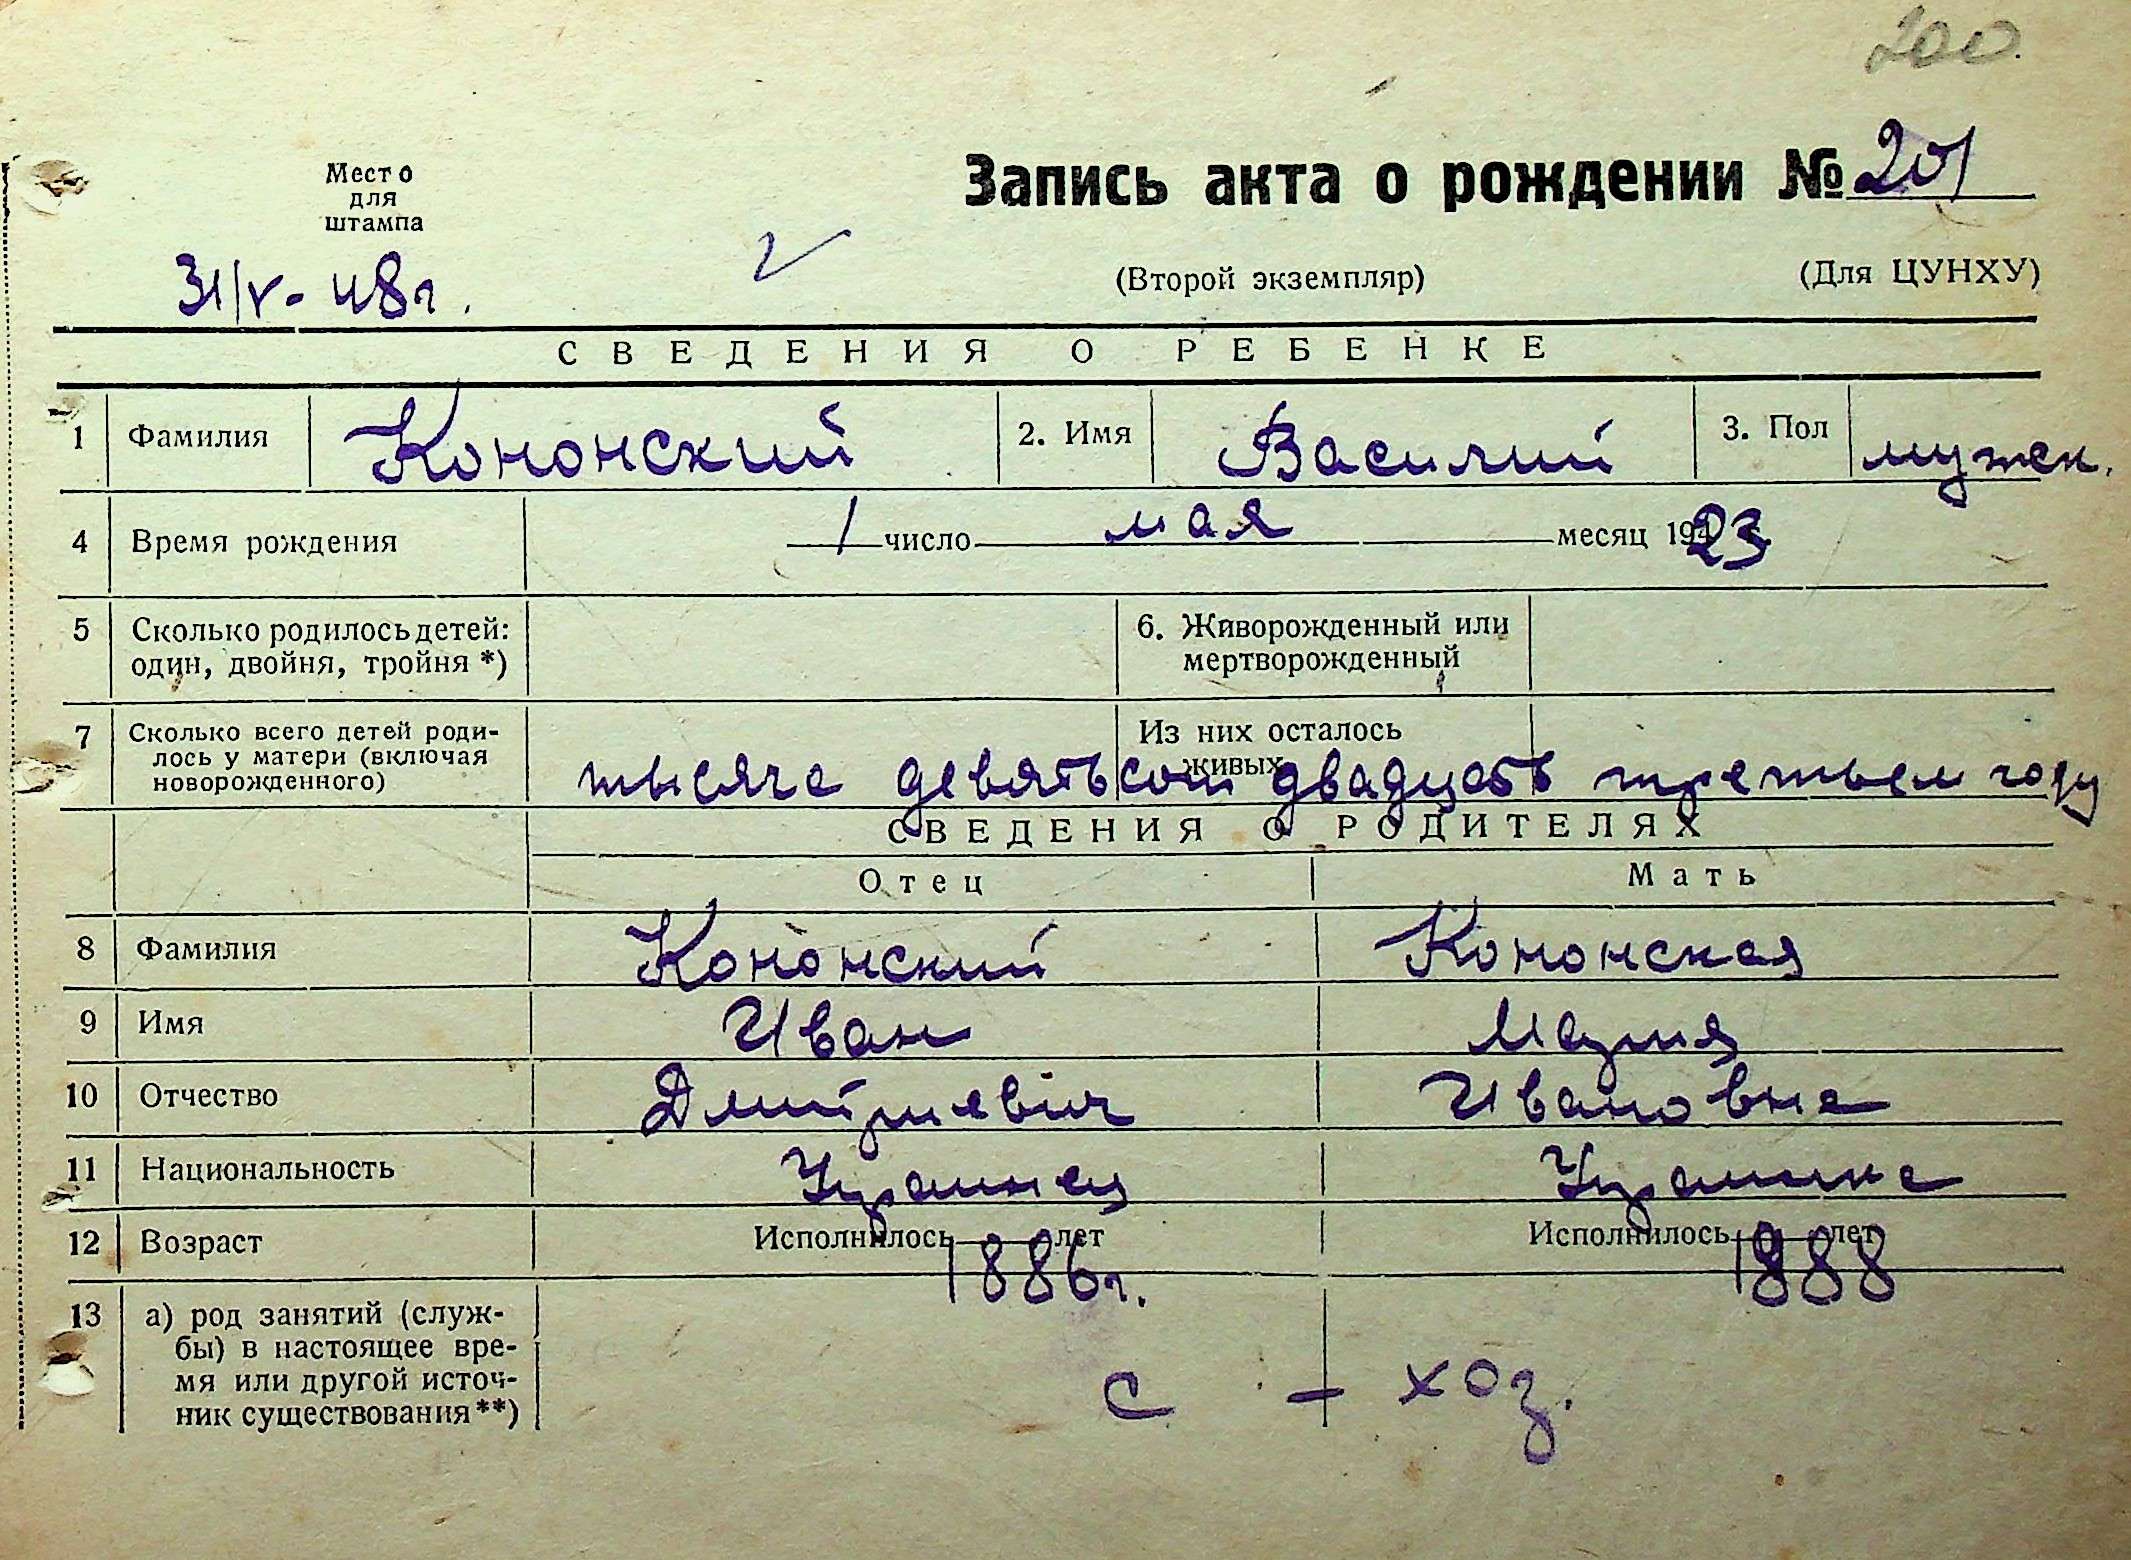 200.
Место
для
штампа
Запись акта о рождении № 201
31/V-48г.
(Второй экземпляр) (Для ЦУНХУ)
СВЕДЕНИЯ О РЕБЕНКЕ
1 Фамилия Кононский 2. Имя Василий 3. Пол мужск.
4 Время рождения 1 число мая месяц 1923
5 Сколько родилось детей: 6. Живорожденный или
один, двойня, тройня *) мертворожденный
7 Сколько всего детей роди- Из них осталось
лось у матери (включая живых
новорожденного)
тысяча девятьсот двадцать третьем году
СВЕДЕНИЯ О РОДИТЕЛЯХ
Отец Мать
8 Фамилия Кононский Кононская
9 Имя Иван Мария
10 Отчество Дмитриевич Ивановна
11 Национальность Украинец Украинка
12 Возраст Исполнилось лет Исполнилось лет
1886г. 1888
13 а) род занятий (служ-
бы) в настоящее вре-
мя или другой источ-
ник существования**)
с - хоз.